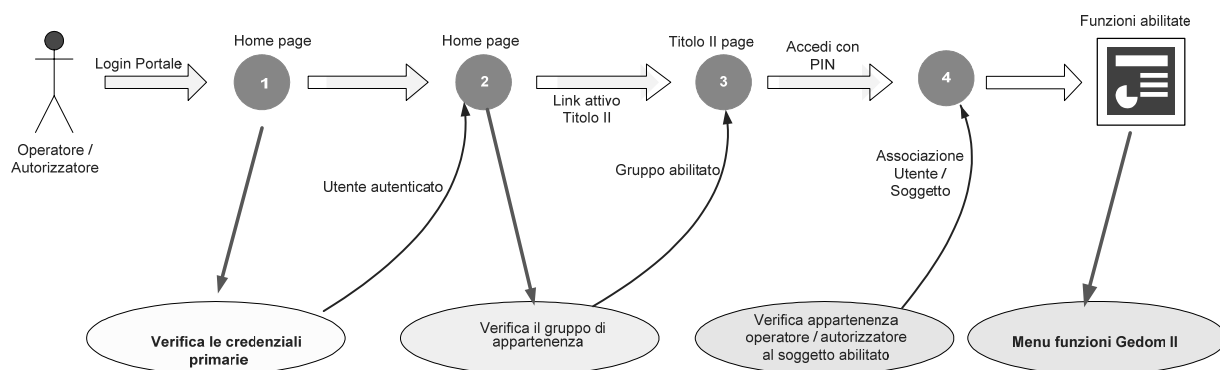 Funzioni abilitate
Home page
Home page
Titolo II page
Accedi con
PIN
Login Portale
1
2
3
4
Link attivo
Titolo II
Operatore /
Autorizzatore
Utente autenticato
Gruppo abilitato
Associazione
Utente /
Soggetto
Verifica le credenziali
primarie
Verifica il gruppo di
appartenenza
Verifica appartenenza
operatore / autorizzatore
al soggetto abilitato
Menu funzioni Gedom II